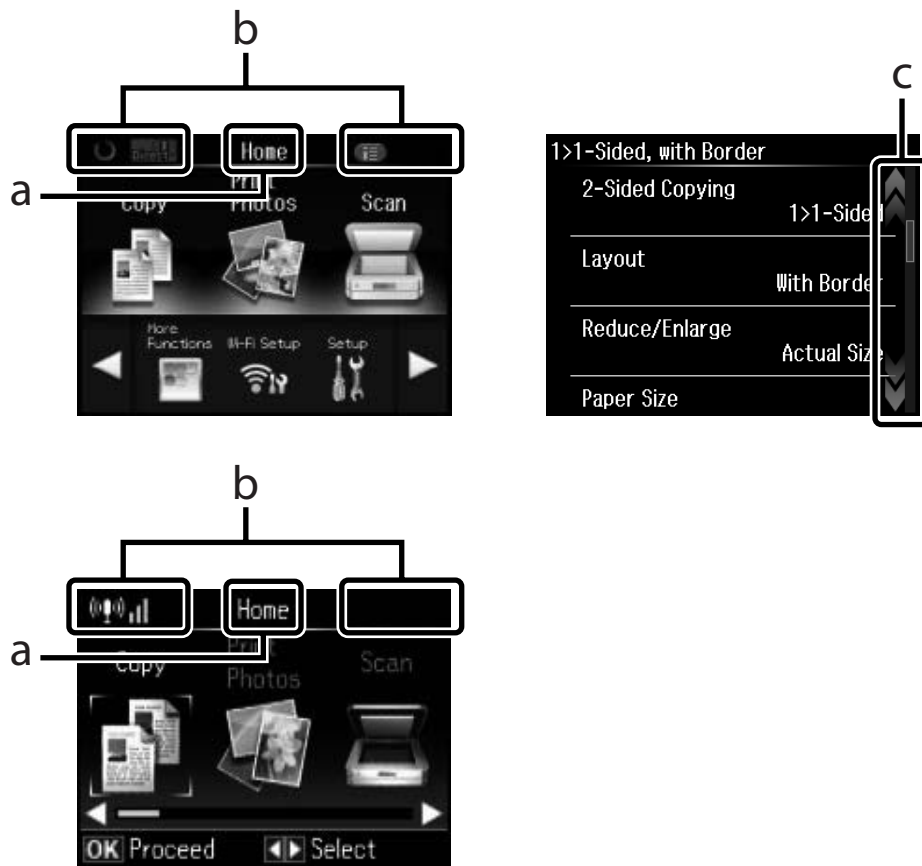 b
Home
a
Copy
Print
Photos
Scan
More
Functions
Wi-Fi Setup
Setup
c
1>1-Sided, with Border
2-Sided Copying
1>1-Sided
Layout
With Border
Reduce/Enlarge
Actual Size
Paper Size
b
Home
a
Copy
Print
Photos
Scan
OK Proceed
Select